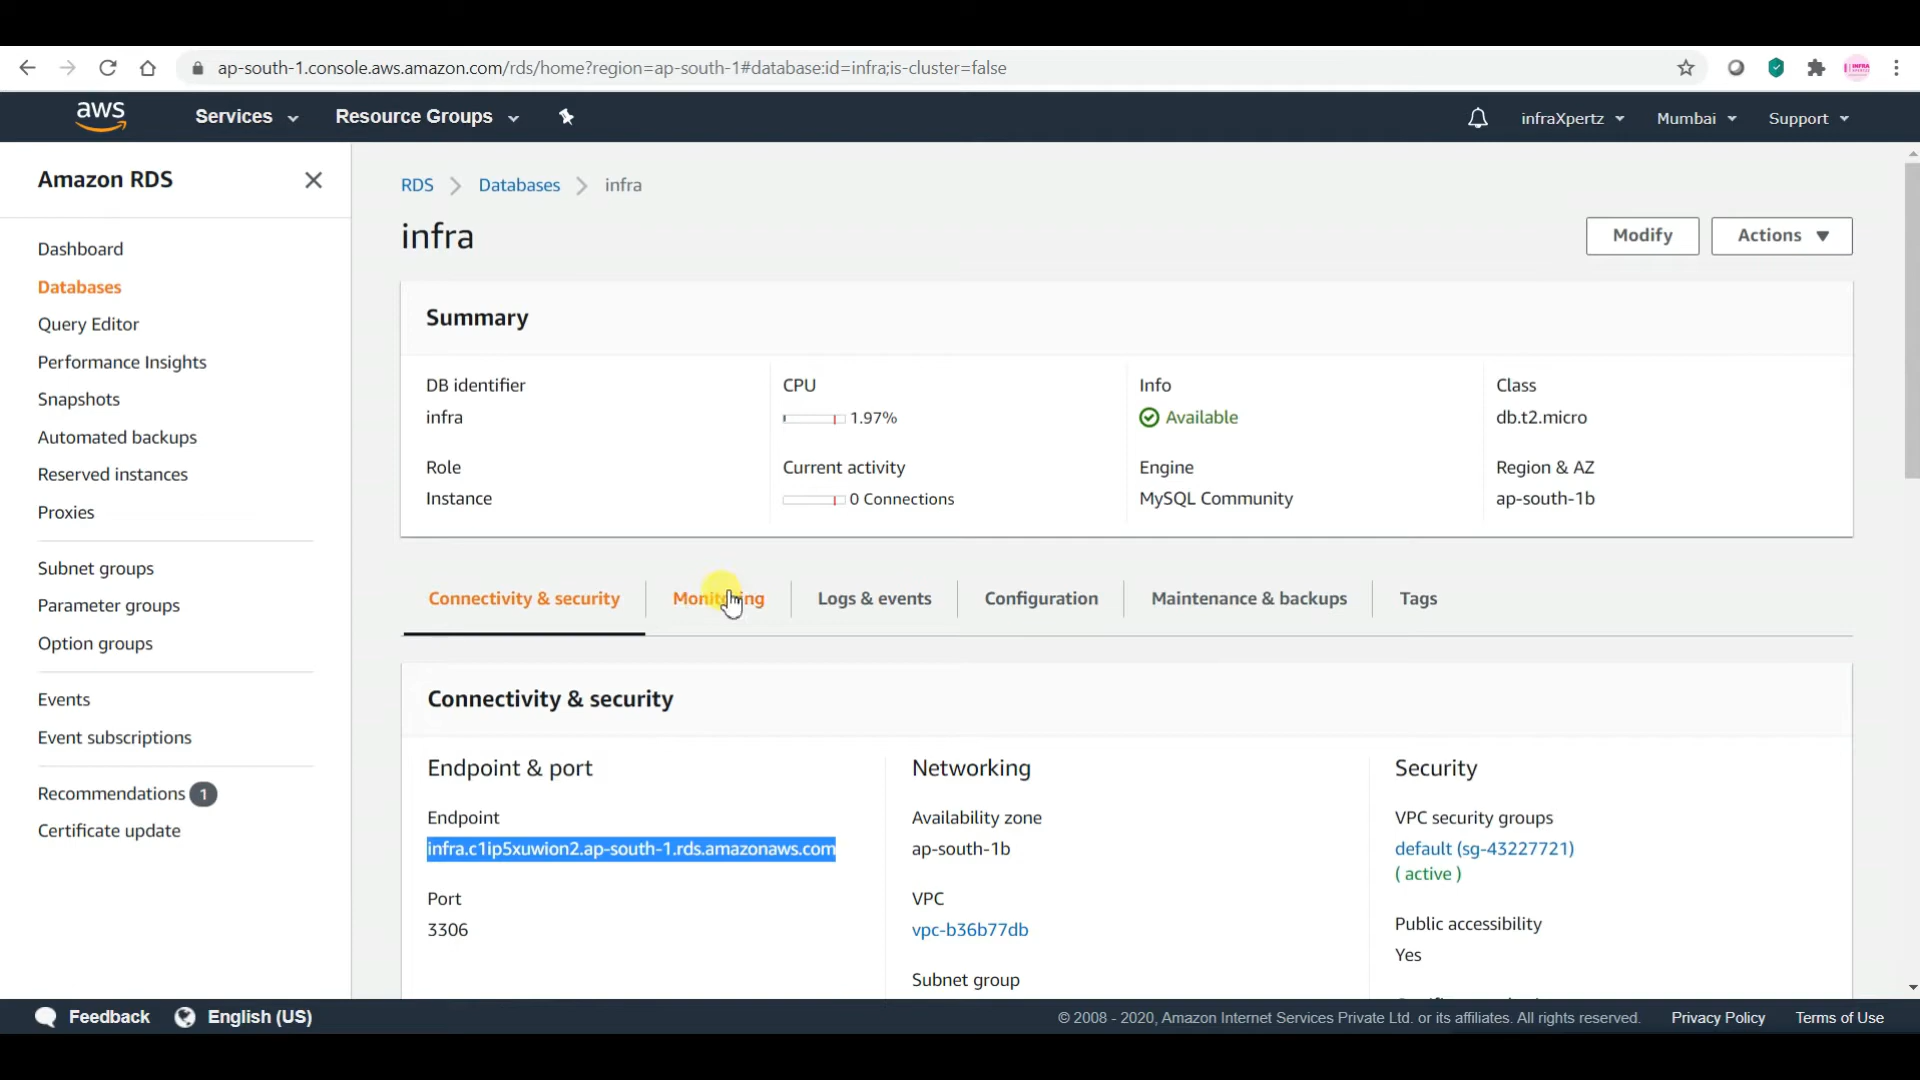 ap-south-1.console.aws.amazon.com/rds/home?region=ap-south-1#database:id=infra;is-cluster=false
aws
Services
Resource Groups
infraXpertz
Mumbai
Support
Amazon RDS
Dashboard
Databases
Query Editor
Performance Insights
Snapshots
Automated backups
Reserved instances
Proxies
Subnet groups
Parameter groups
Option groups
Events
Event subscriptions
Recommendations 1
Certificate update
RDS
Databases
infra
infra
Modify
Actions
Summary
DB identifier
infra
CPU
1.97%
Info
Available
Class
db.t2.micro
Role
Instance
Current activity
0 Connections
Engine
MySQL Community
Region & AZ
ap-south-1b
Connectivity & security
Monitoring
Logs & events
Configuration
Maintenance & backups
Tags
Connectivity & security
Endpoint & port
Endpoint
infra.c1ip5xuwion2.ap-south-1.rds.amazonaws.com
Port
3306
Networking
Availability zone
ap-south-1b
VPC
vpc-b36b77db
Subnet group
Security
VPC security groups
default (sg-43227721)
( active )
Public accessibility
Yes
Feedback
English (US)
© 2008 - 2020, Amazon Internet Services Private Ltd. or its affiliates. All rights reserved.
Privacy Policy
Terms of Use